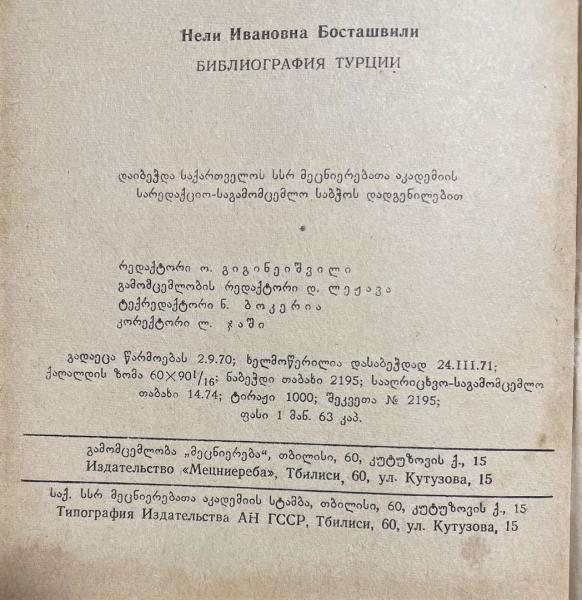 Нели Ивановна Босташвили
БИБЛИОГРАФИЯ ТУРЦИИ
დაიბეჭდა საქართველოს სსრ მეცნიერებათა აკადემიის
სარედაქციო-საგამომცემლო საბჭოს დადგენილებით
*
რედაქტორი ო. გიგინეიშვილი
გამომცემლობის რედაქტორი დ. ლეჟავა
ტექრედაქტორი ნ. ბოკერია
კორექტორი ლ. ჯაში
გადაეცა წარმოებას 2.9.70; ხელმოწერილია დასაბეჭდად 24.III.71;
ქაღალდის ზომა 60×90¹/₁₆; ნაბეჭდი თაბახი 2195; სააღრიცხვო-საგამომცემლო
თაბახი 14.74; ტირაჟი 1000; შეკვეთა № 2195;
ფასი 1 მან. 63 კაპ.
გამომცემლობა „მეცნიერება“, თბილისი, 60, კუტუზოვის ქ., 15
Издательство «Мецниереба», Тбилиси, 60, ул. Кутузова, 15
საქ. სსრ მეცნიერებათა აკადემიის სტამბა, თბილისი, 60, კუტუზოვის ქ., 15
Типография Издательства АН ГССР, Тбилиси, 60, ул. Кутузова, 15